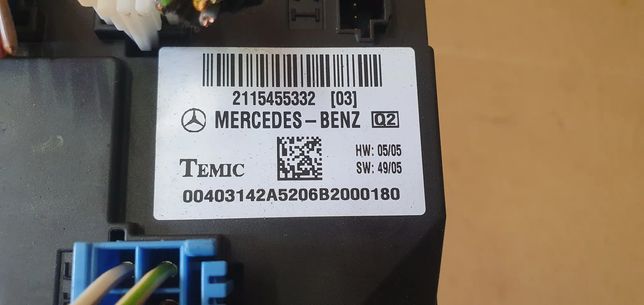 2115455332 [03]
MERCEDES-BENZ Q2
TEMIC
HW: 05/05
SW: 49/05
00403142A5206B2000180